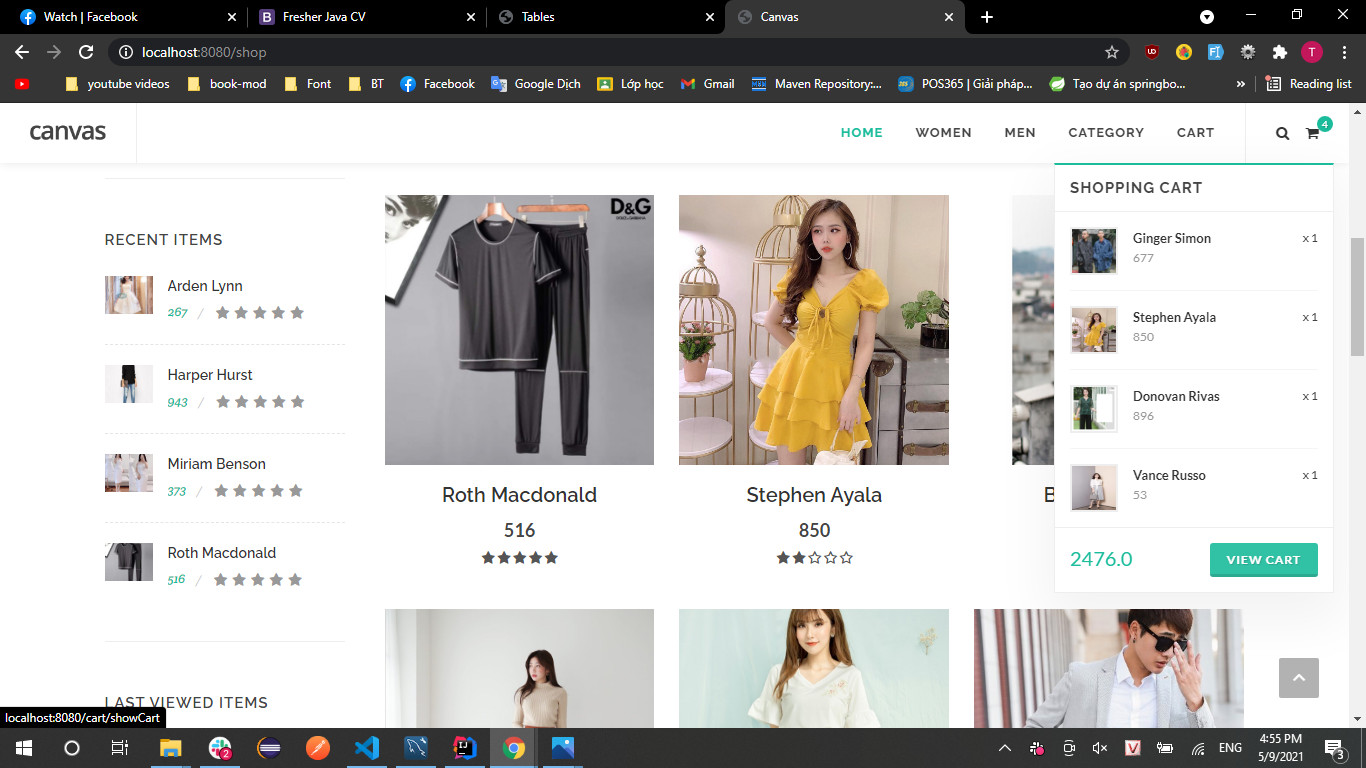 Watch | Facebook
Fresher Java CV
Tables
Canvas
localhost:8080/shop
youtube videos
book-mod
Font
BT
Facebook
Google Dịch
Lớp học
Gmail
Maven Repository:...
POS365 | Giải pháp...
Tạo dự án springbo...
»
Reading list
canvas
HOME
WOMEN
MEN
CATEGORY
CART
4
RECENT ITEMS
Arden Lynn
267 /
Harper Hurst
943 /
Miriam Benson
373 /
Roth Macdonald
516 /
LAST VIEWED ITEMS
D&G
Roth Macdonald
516
Stephen Ayala
850
B
SHOPPING CART
Ginger Simon
x 1
677
Stephen Ayala
x 1
850
Donovan Rivas
x 1
896
Vance Russo
x 1
53
2476.0
VIEW CART
localhost:8080/cart/showCart
2
ENG
4:55 PM
5/9/2021
3